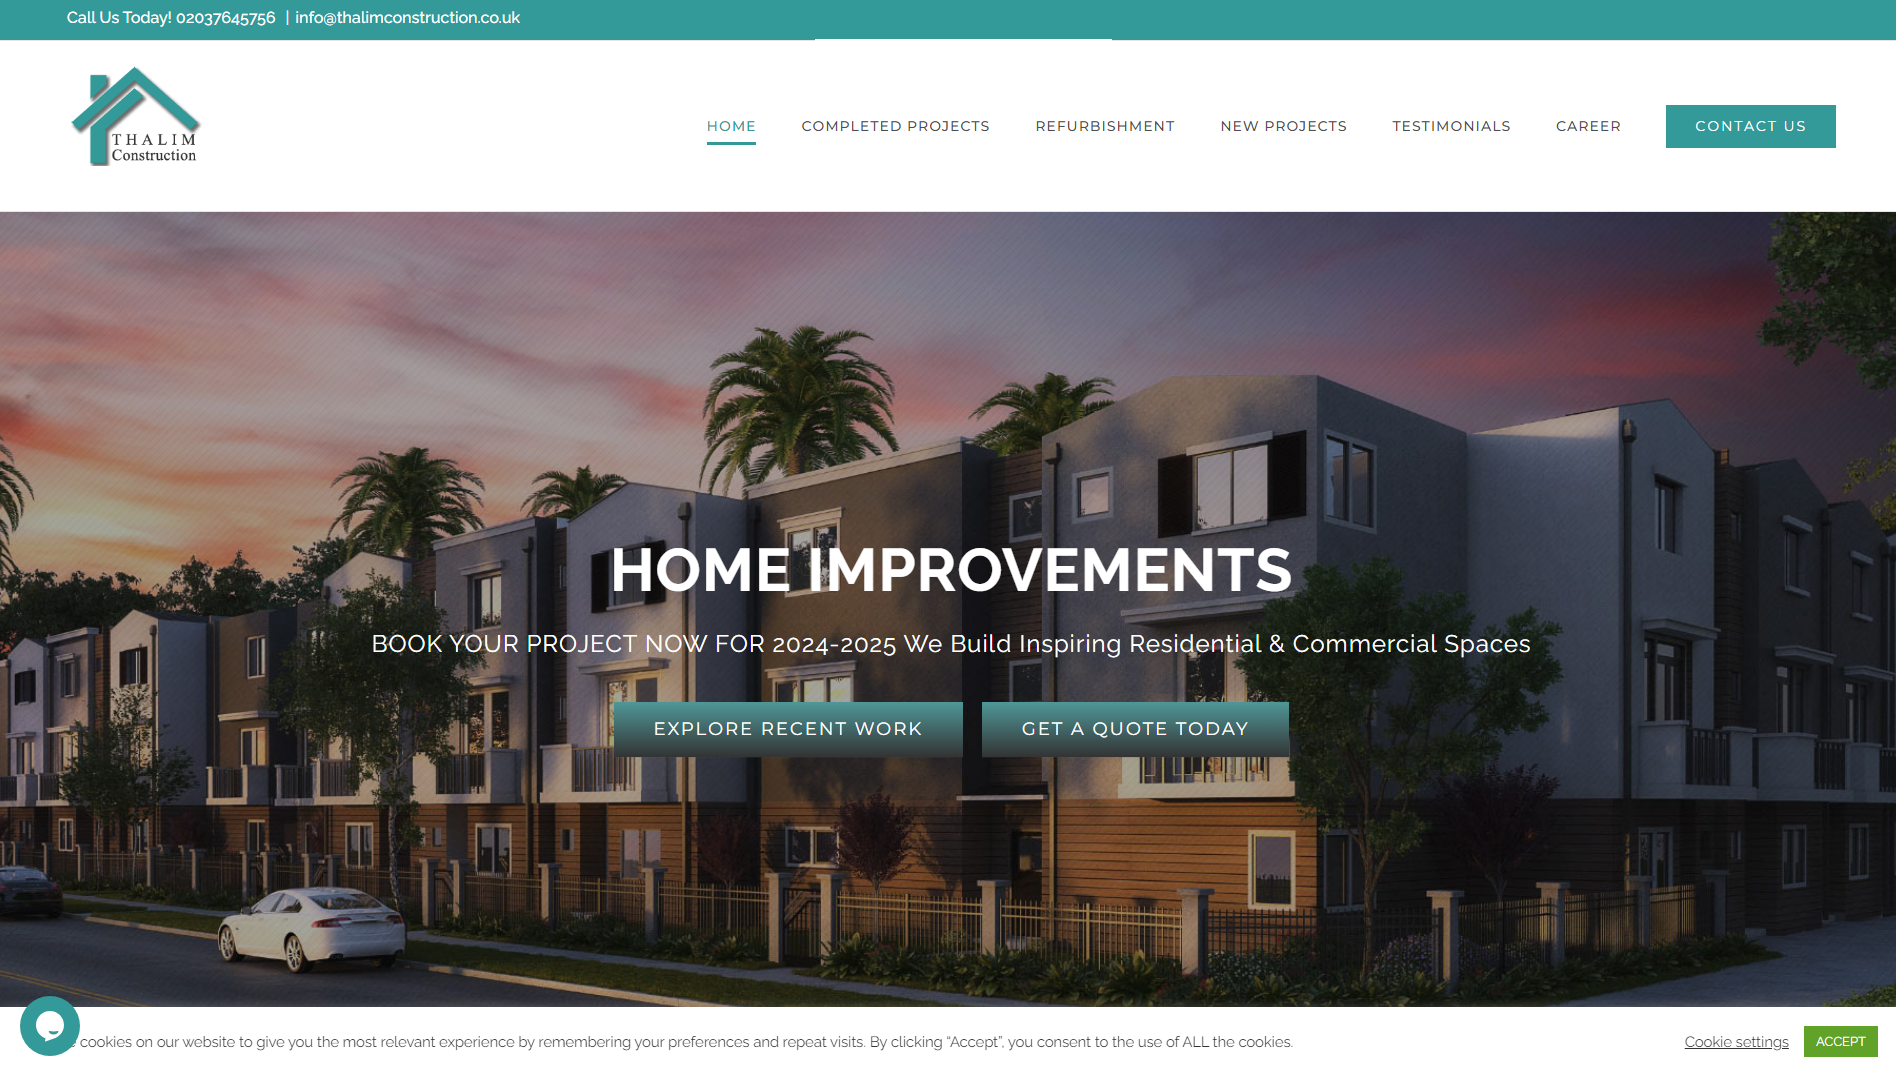 Call Us Today! 02037645756 | info@thalimconstruction.co.uk
THALIM
Construction
HOME
COMPLETED PROJECTS
REFURBISHMENT
NEW PROJECTS
TESTIMONIALS
CAREER
CONTACT US
HOME IMPROVEMENTS
BOOK YOUR PROJECT NOW FOR 2024-2025 We Build Inspiring Residential & Commercial Spaces
EXPLORE RECENT WORK
GET A QUOTE TODAY
cookies on our website to give you the most relevant experience by remembering your preferences and repeat visits. By clicking “Accept”, you consent to the use of ALL the cookies.
Cookie settings
ACCEPT